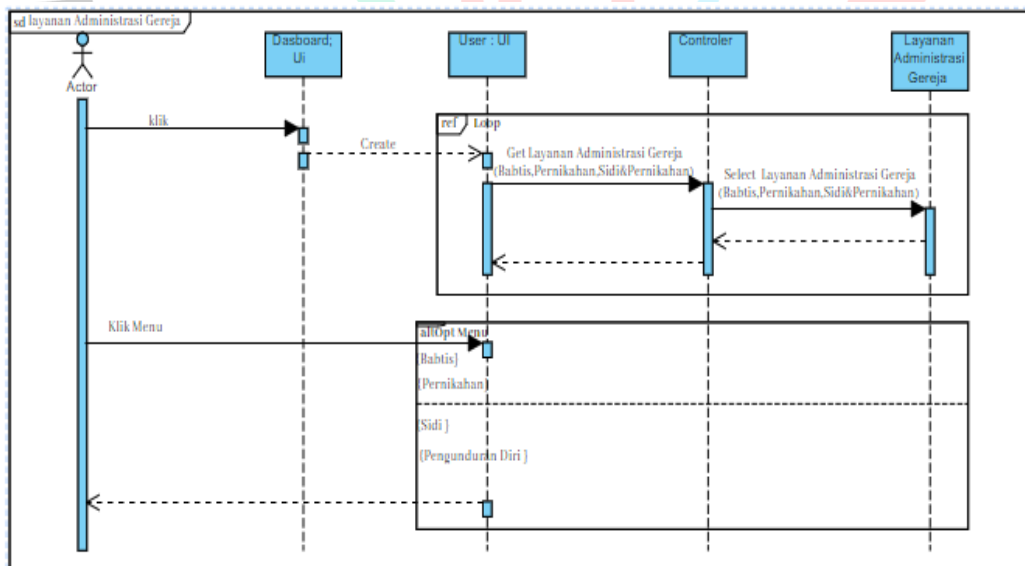 sd layanan Administrasi Gereja
Actor
Dasboard;
Ui
User : UI
Controler
Layanan
Administrasi
Gereja
klik
Create
ref Loop
Get Layanan Administrasi Gereja
(Babtis,Pernikahan,Sidi&Pernikahan)
Select Layanan Administrasi Gereja
(Babtis,Pernikahan,Sidi&Pernikahan)
Klik Menu
altOpt Menu
{Babtis}
{Pernikahan}
{Sidi }
{Pengunduran Diri }